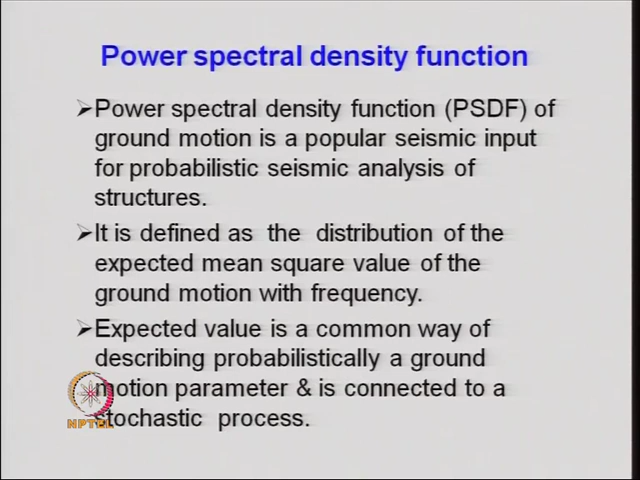 Power spectral density function
➢Power spectral density function (PSDF) of
ground motion is a popular seismic input
for probabilistic seismic analysis of
structures.
➢It is defined as the distribution of the
expected mean square value of the
ground motion with frequency.
➢Expected value is a common way of
describing probabilistically a ground
motion parameter & is connected to a
stochastic process.
NPTEL